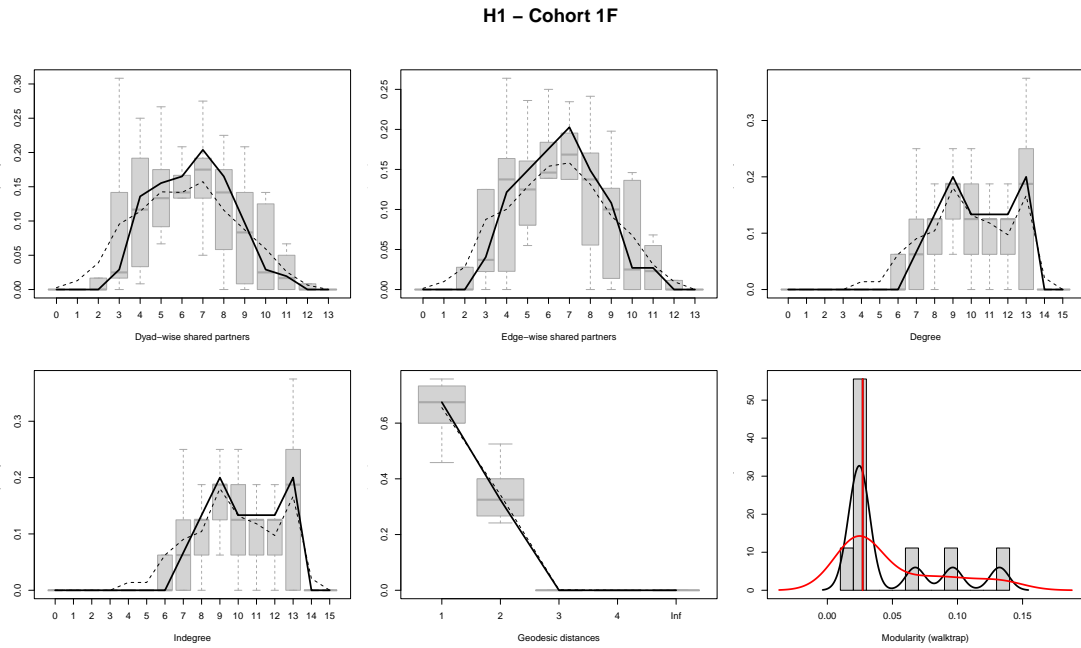 H1 – Cohort 1F
0.00 0.05 0.10 0.15 0.20 0.25 0.30
0 1 2 3 4 5 6 7 8 9 10 11 12 13
Dyad−wise shared partners
0.00 0.05 0.10 0.15 0.20 0.25
0 1 2 3 4 5 6 7 8 9 10 11 12 13
Edge−wise shared partners
0.0 0.1 0.2 0.3
0 1 2 3 4 5 6 7 8 9 10 11 12 13 14 15
Degree
0.0 0.1 0.2 0.3
0 1 2 3 4 5 6 7 8 9 10 11 12 13 14 15
Indegree
0.0 0.2 0.4 0.6
1 2 3 4 Inf
Geodesic distances
0 10 20 30 40 50
0.00 0.05 0.10 0.15
Modularity (walktrap)